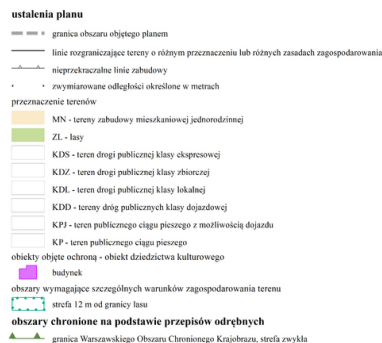 ustalenia planu
granica obszaru objętego planem
linie rozgraniczające tereny o różnym przeznaczeniu lub różnych zasadach zagospodarowania
nieprzekraczalne linie zabudowy
zwymiarowane odległości określone w metrach
przeznaczenie terenów
MN - tereny zabudowy mieszkaniowej jednorodzinnej
ZL - lasy
KDS - teren drogi publicznej klasy ekspresowej
KDZ - teren drogi publicznej klasy zbiorczej
KDL - teren drogi publicznej klasy lokalnej
KDD - tereny dróg publicznych klasy dojazdowej
KPJ - teren publicznego ciągu pieszego z możliwością dojazdu
KP - teren publicznego ciągu pieszego
obiekty objęte ochroną - obiekt dziedzictwa kulturowego
budynek
obszary wymagające szczególnych warunków zagospodarowania terenu
strefa 12 m od granicy lasu
obszary chronione na podstawie przepisów odrębnych
granica Warszawskiego Obszaru Chronionego Krajobrazu, strefa zwykła